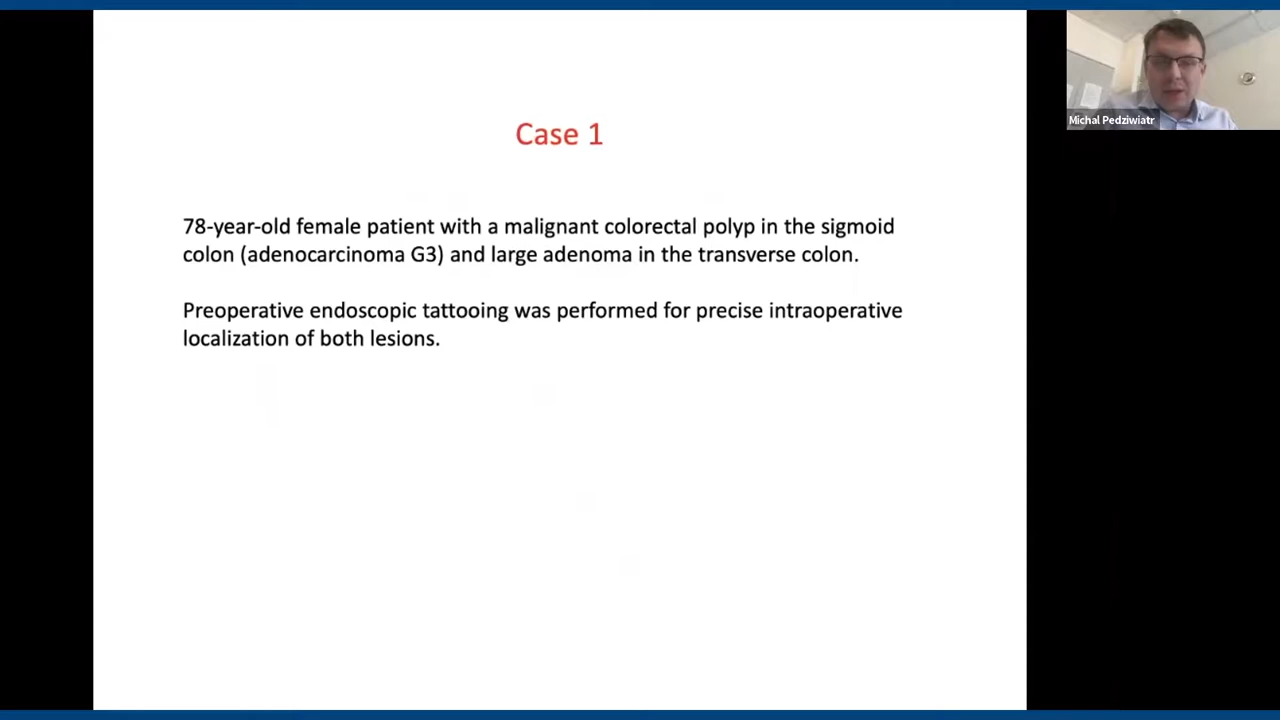 Case 1
78-year-old female patient with a malignant colorectal polyp in the sigmoid
colon (adenocarcinoma G3) and large adenoma in the transverse colon.
Preoperative endoscopic tattooing was performed for precise intraoperative
localization of both lesions.
Michal Pedziwiatr